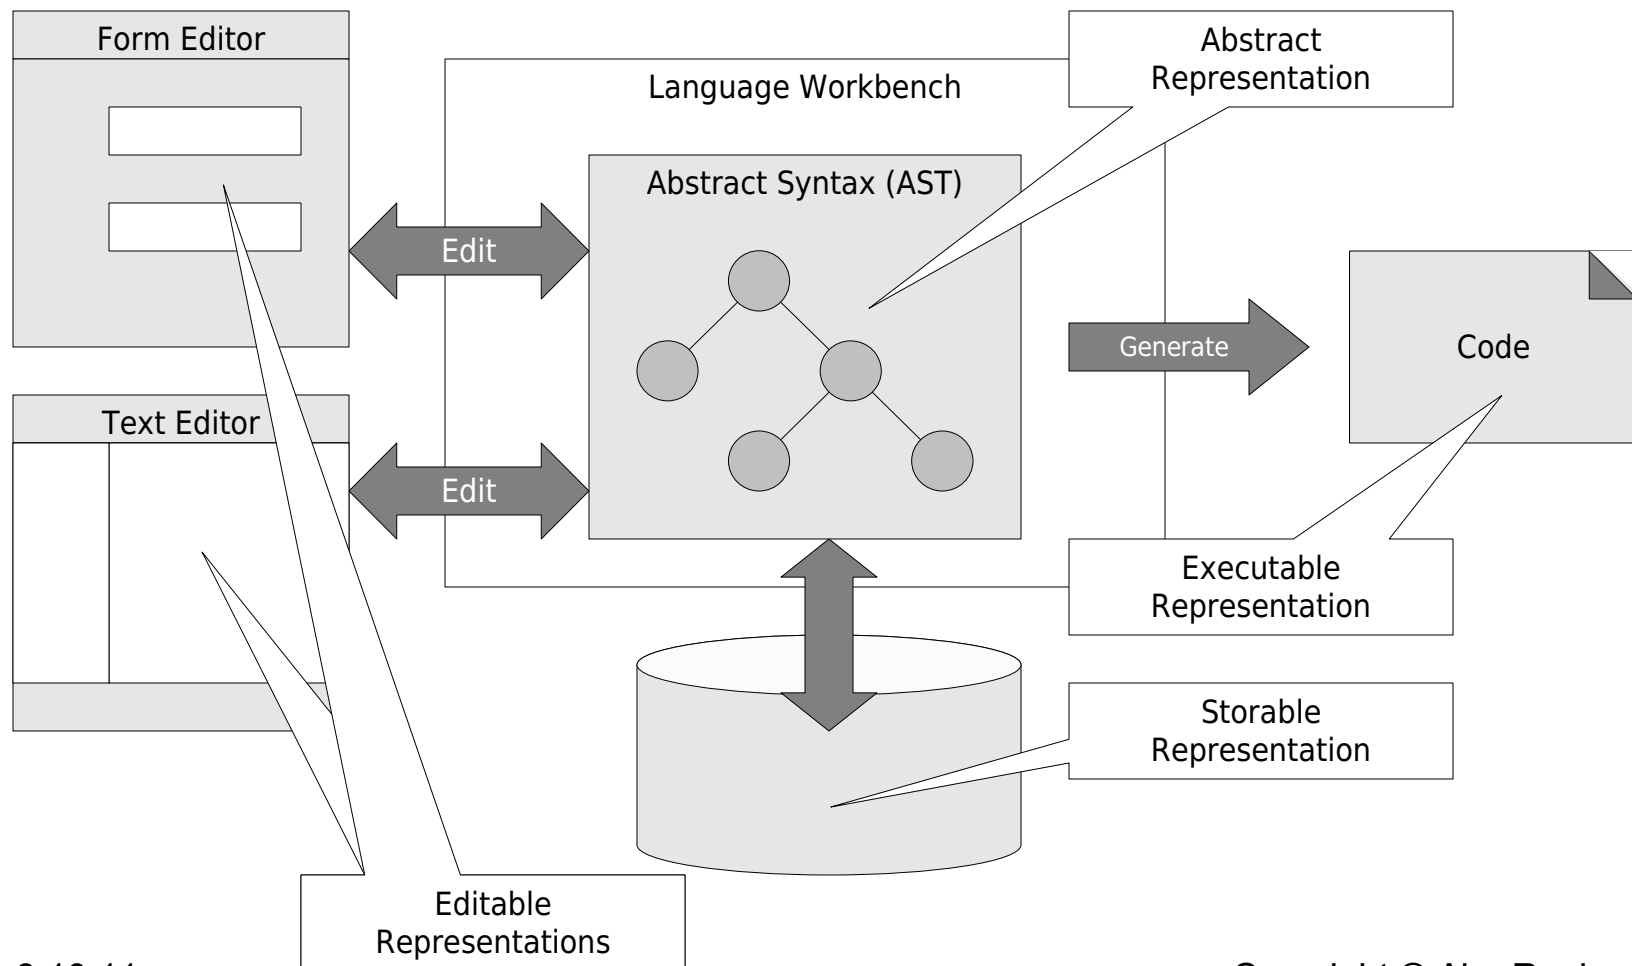 Form Editor
Abstract
Representation
Language Workbench
Abstract Syntax (AST)
Edit
Generate
Code
Text Editor
Edit
Executable
Representation
Storable
Representation
Editable
Representations
Copyright ©